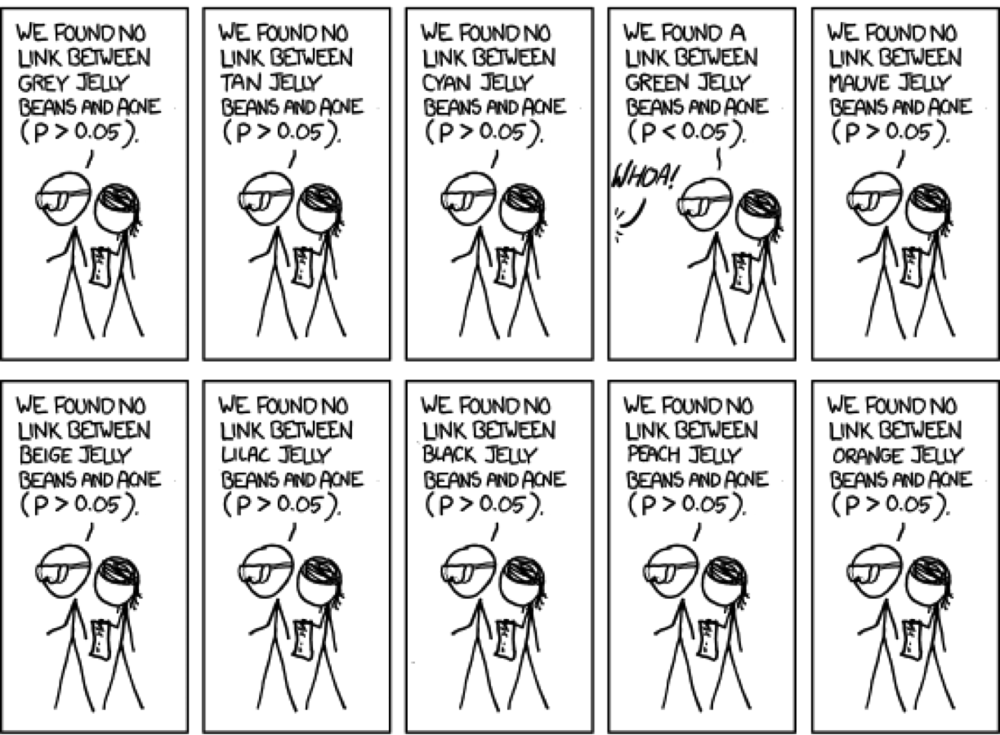 WE FOUND NO
LINK BETWEEN
GREY JELLY
BEANS AND ACNE
(P > 0.05).
WE FOUND NO
LINK BETWEEN
TAN JELLY
BEANS AND ACNE
(P > 0.05).
WE FOUND NO
LINK BETWEEN
CYAN JELLY
BEANS AND ACNE
(P > 0.05).
WE FOUND A
LINK BETWEEN
GREEN JELLY
BEANS AND ACNE
(P < 0.05).
WHOA!
WE FOUND NO
LINK BETWEEN
MAUVE JELLY
BEANS AND ACNE
(P > 0.05).
WE FOUND NO
LINK BETWEEN
BEIGE JELLY
BEANS AND ACNE
(P > 0.05).
WE FOUND NO
LINK BETWEEN
LILAC JELLY
BEANS AND ACNE
(P > 0.05).
WE FOUND NO
LINK BETWEEN
BLACK JELLY
BEANS AND ACNE
(P > 0.05).
WE FOUND NO
LINK BETWEEN
PEACH JELLY
BEANS AND ACNE
(P > 0.05).
WE FOUND NO
LINK BETWEEN
ORANGE JELLY
BEANS AND ACNE
(P > 0.05).